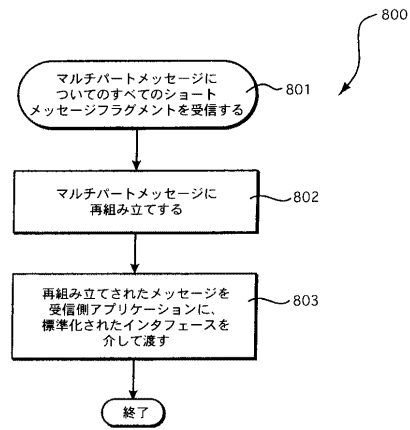 800
マルチパートメッセージに
ついてのすべてのショート
メッセージフラグメントを受信する
801
マルチパートメッセージに
再組み立てする
802
再組み立てされたメッセージを
受信側アプリケーションに、
標準化されたインタフェースを
介して渡す
803
終了